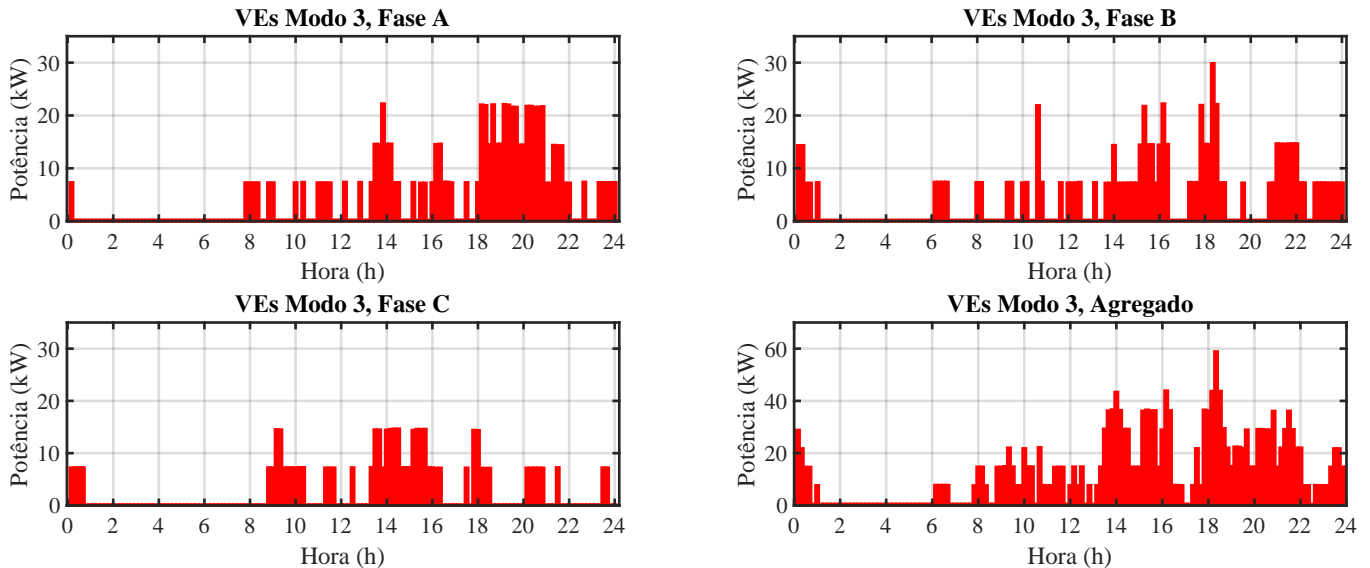 VEs Modo 3, Fase A
Potência (kW)
30
20
10
0
0 2 4 6 8 10 12 14 16 18 20 22 24
Hora (h)
VEs Modo 3, Fase B
Potência (kW)
30
20
10
0
0 2 4 6 8 10 12 14 16 18 20 22 24
Hora (h)
VEs Modo 3, Fase C
Potência (kW)
30
20
10
0
0 2 4 6 8 10 12 14 16 18 20 22 24
Hora (h)
VEs Modo 3, Agregado
Potência (kW)
60
40
20
0
0 2 4 6 8 10 12 14 16 18 20 22 24
Hora (h)